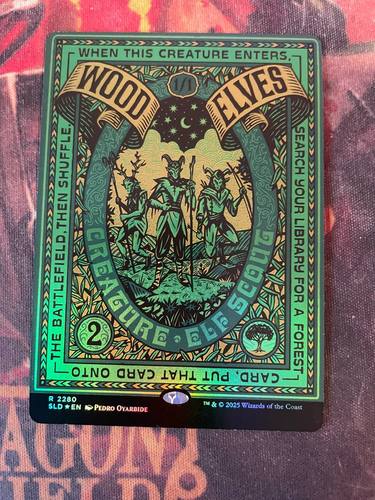 WHEN THIS CREATURE ENTERS,
WOOD ELVES
1/1
SEARCH YOUR LIBRARY FOR A FOREST
CARD, PUT THAT CARD ONTO
THE BATTLEFIELD, THEN SHUFFLE.
CREATURE • ELF SCOUT
2
R 2280
SLD ★ EN PEDRO OYARBIDE
™ & © 2025 Wizards of the Coast